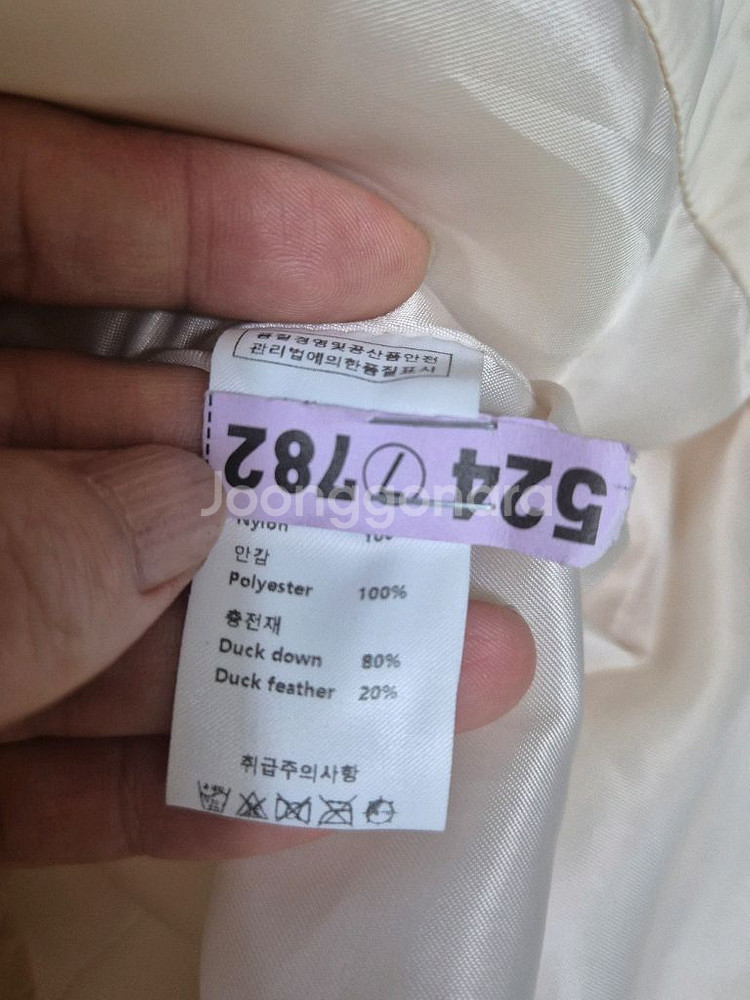 품질경영및공산품안전
관리법에의한품질표시
524 7 782
Joonggonara
Nylon
안감
Polyester 100%
충전재
Duck down 80%
Duck feather 20%
취급주의사항